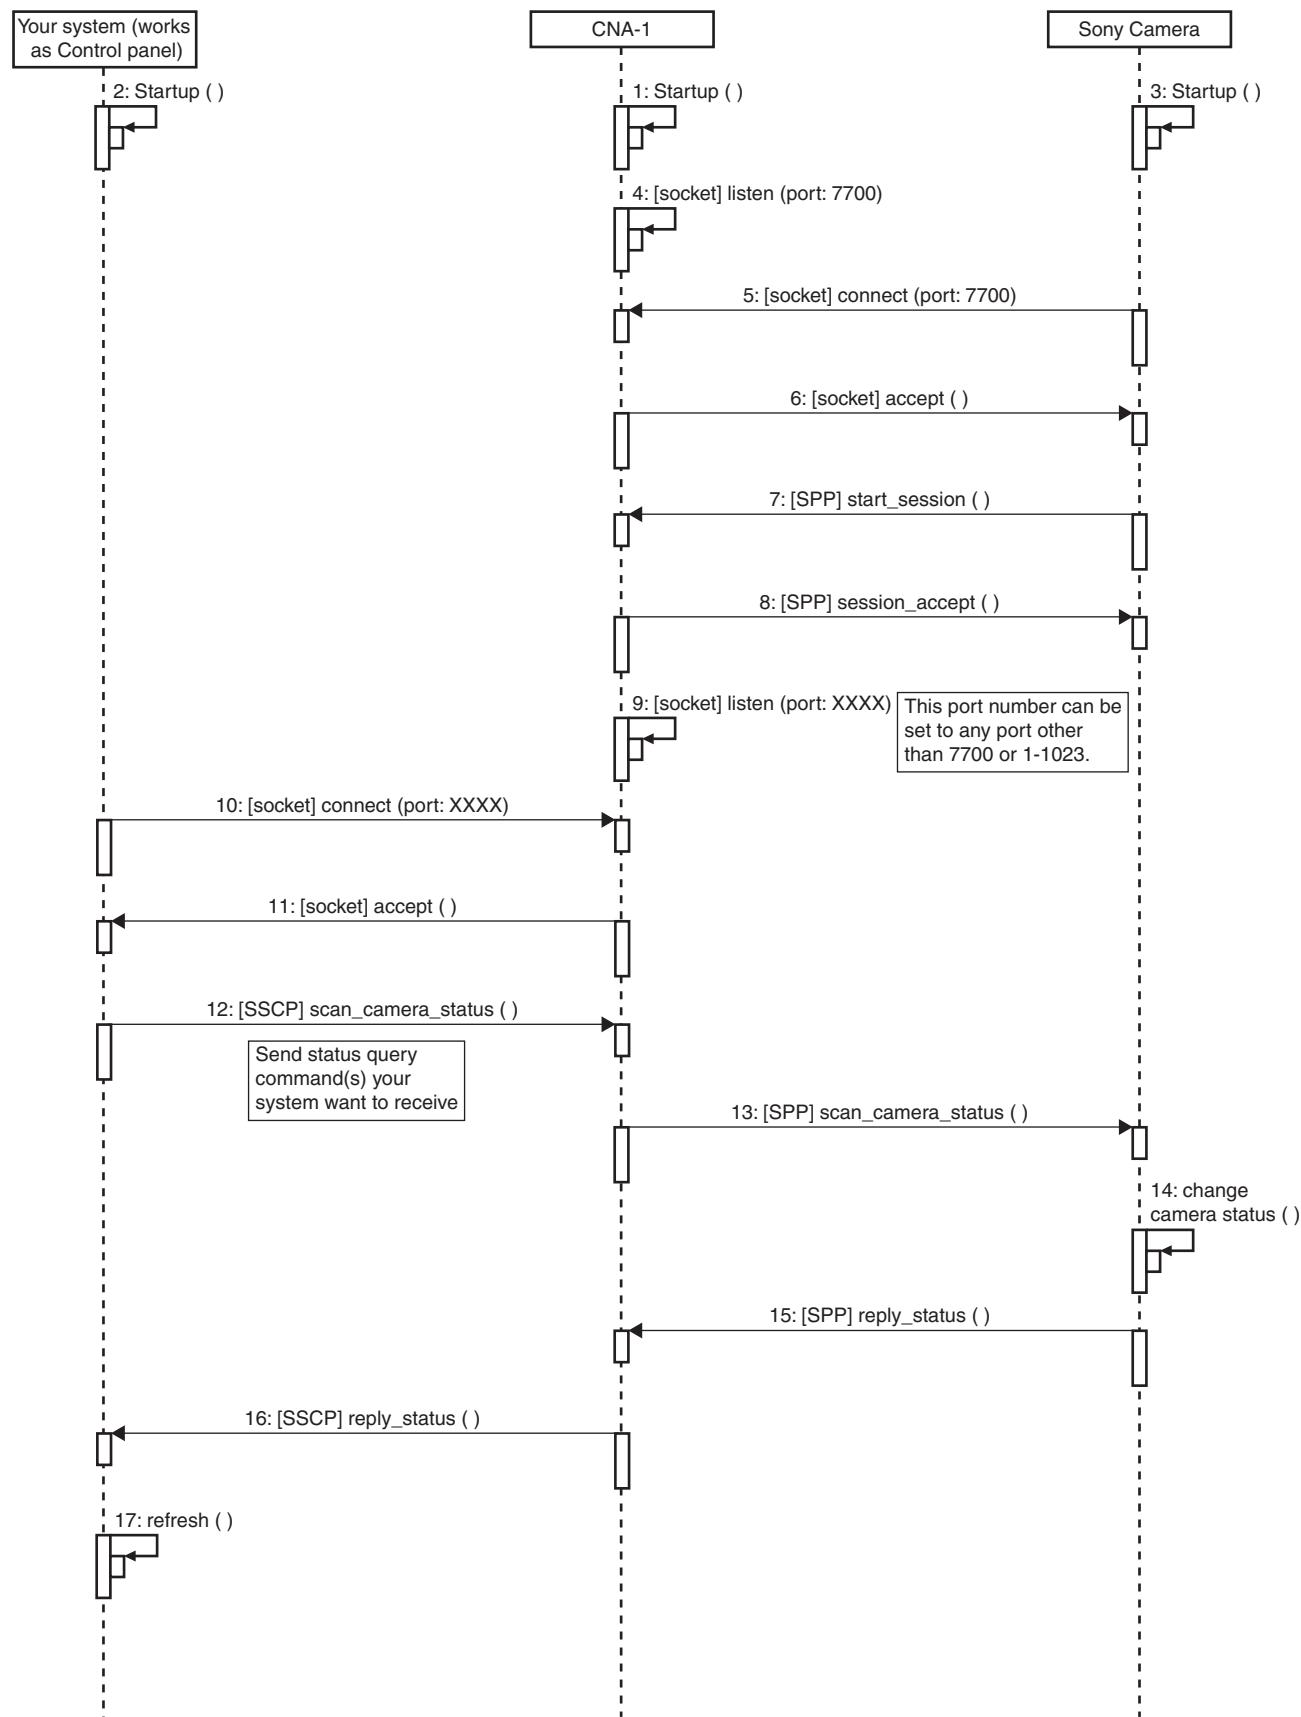 Your system (works
as Control panel)
CNA-1
Sony Camera
2: Startup ( )
1: Startup ( )
3: Startup ( )
4: [socket] listen (port: 7700)
5: [socket] connect (port: 7700)
6: [socket] accept ( )
7: [SPP] start_session ( )
8: [SPP] session_accept ( )
9: [socket] listen (port: XXXX)
This port number can be
set to any port other
than 7700 or 1-1023.
10: [socket] connect (port: XXXX)
11: [socket] accept ( )
12: [SSCP] scan_camera_status ( )
Send status query
command(s) your
system want to receive
13: [SPP] scan_camera_status ( )
14: change
camera status ( )
15: [SPP] reply_status ( )
16: [SSCP] reply_status ( )
17: refresh ( )